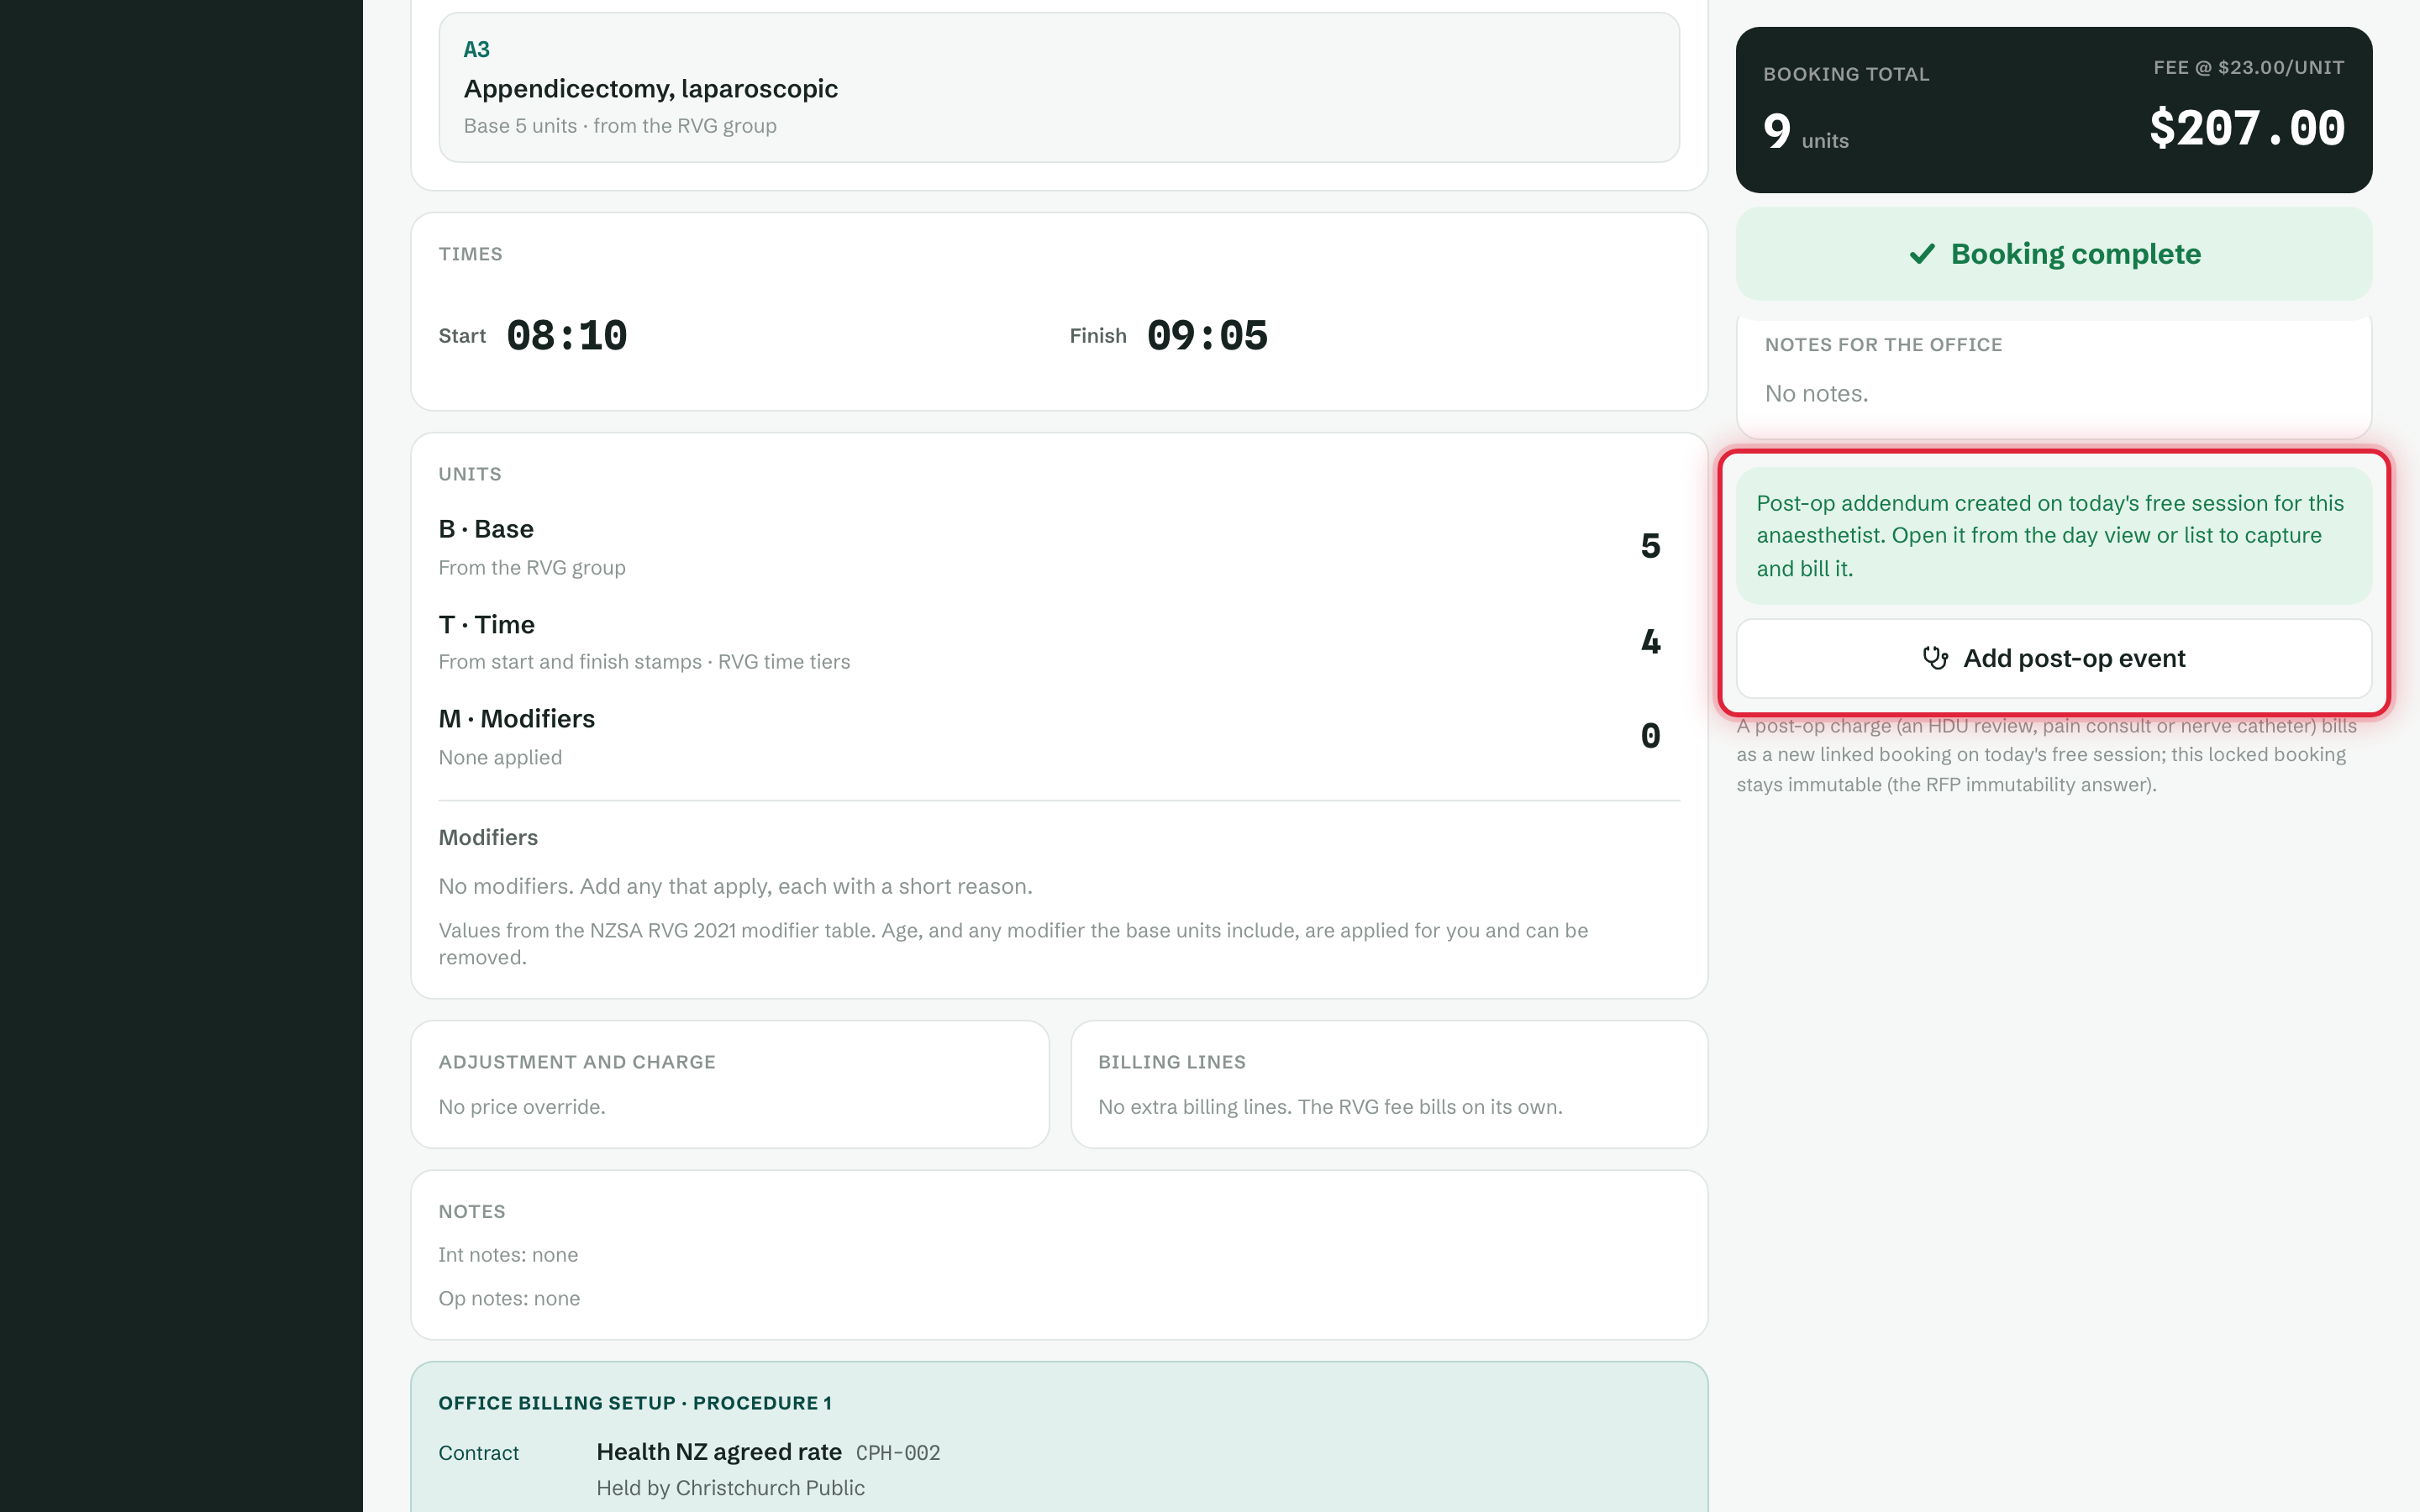 A3
Appendicectomy, laparoscopic
Base 5 units · from the RVG group
TIMES
Start 08:10
Finish 09:05
UNITS
B · Base
From the RVG group
5
T · Time
From start and finish stamps · RVG time tiers
4
M · Modifiers
None applied
0
Modifiers
No modifiers. Add any that apply, each with a short reason.
Values from the NZSA RVG 2021 modifier table. Age, and any modifier the base units include, are applied for you and can be
removed.
ADJUSTMENT AND CHARGE
No price override.
BILLING LINES
No extra billing lines. The RVG fee bills on its own.
NOTES
Int notes: none
Op notes: none
OFFICE BILLING SETUP · PROCEDURE 1
Contract Health NZ agreed rate CPH-002
Held by Christchurch Public
BOOKING TOTAL
9 units
FEE @ $23.00/UNIT
$207.00
Booking complete
NOTES FOR THE OFFICE
No notes.
Post-op addendum created on today's free session for this
anaesthetist. Open it from the day view or list to capture
and bill it.
Add post-op event
A post-op charge (an HDU review, pain consult or nerve catheter) bills
as a new linked booking on today's free session; this locked booking
stays immutable (the RFP immutability answer).